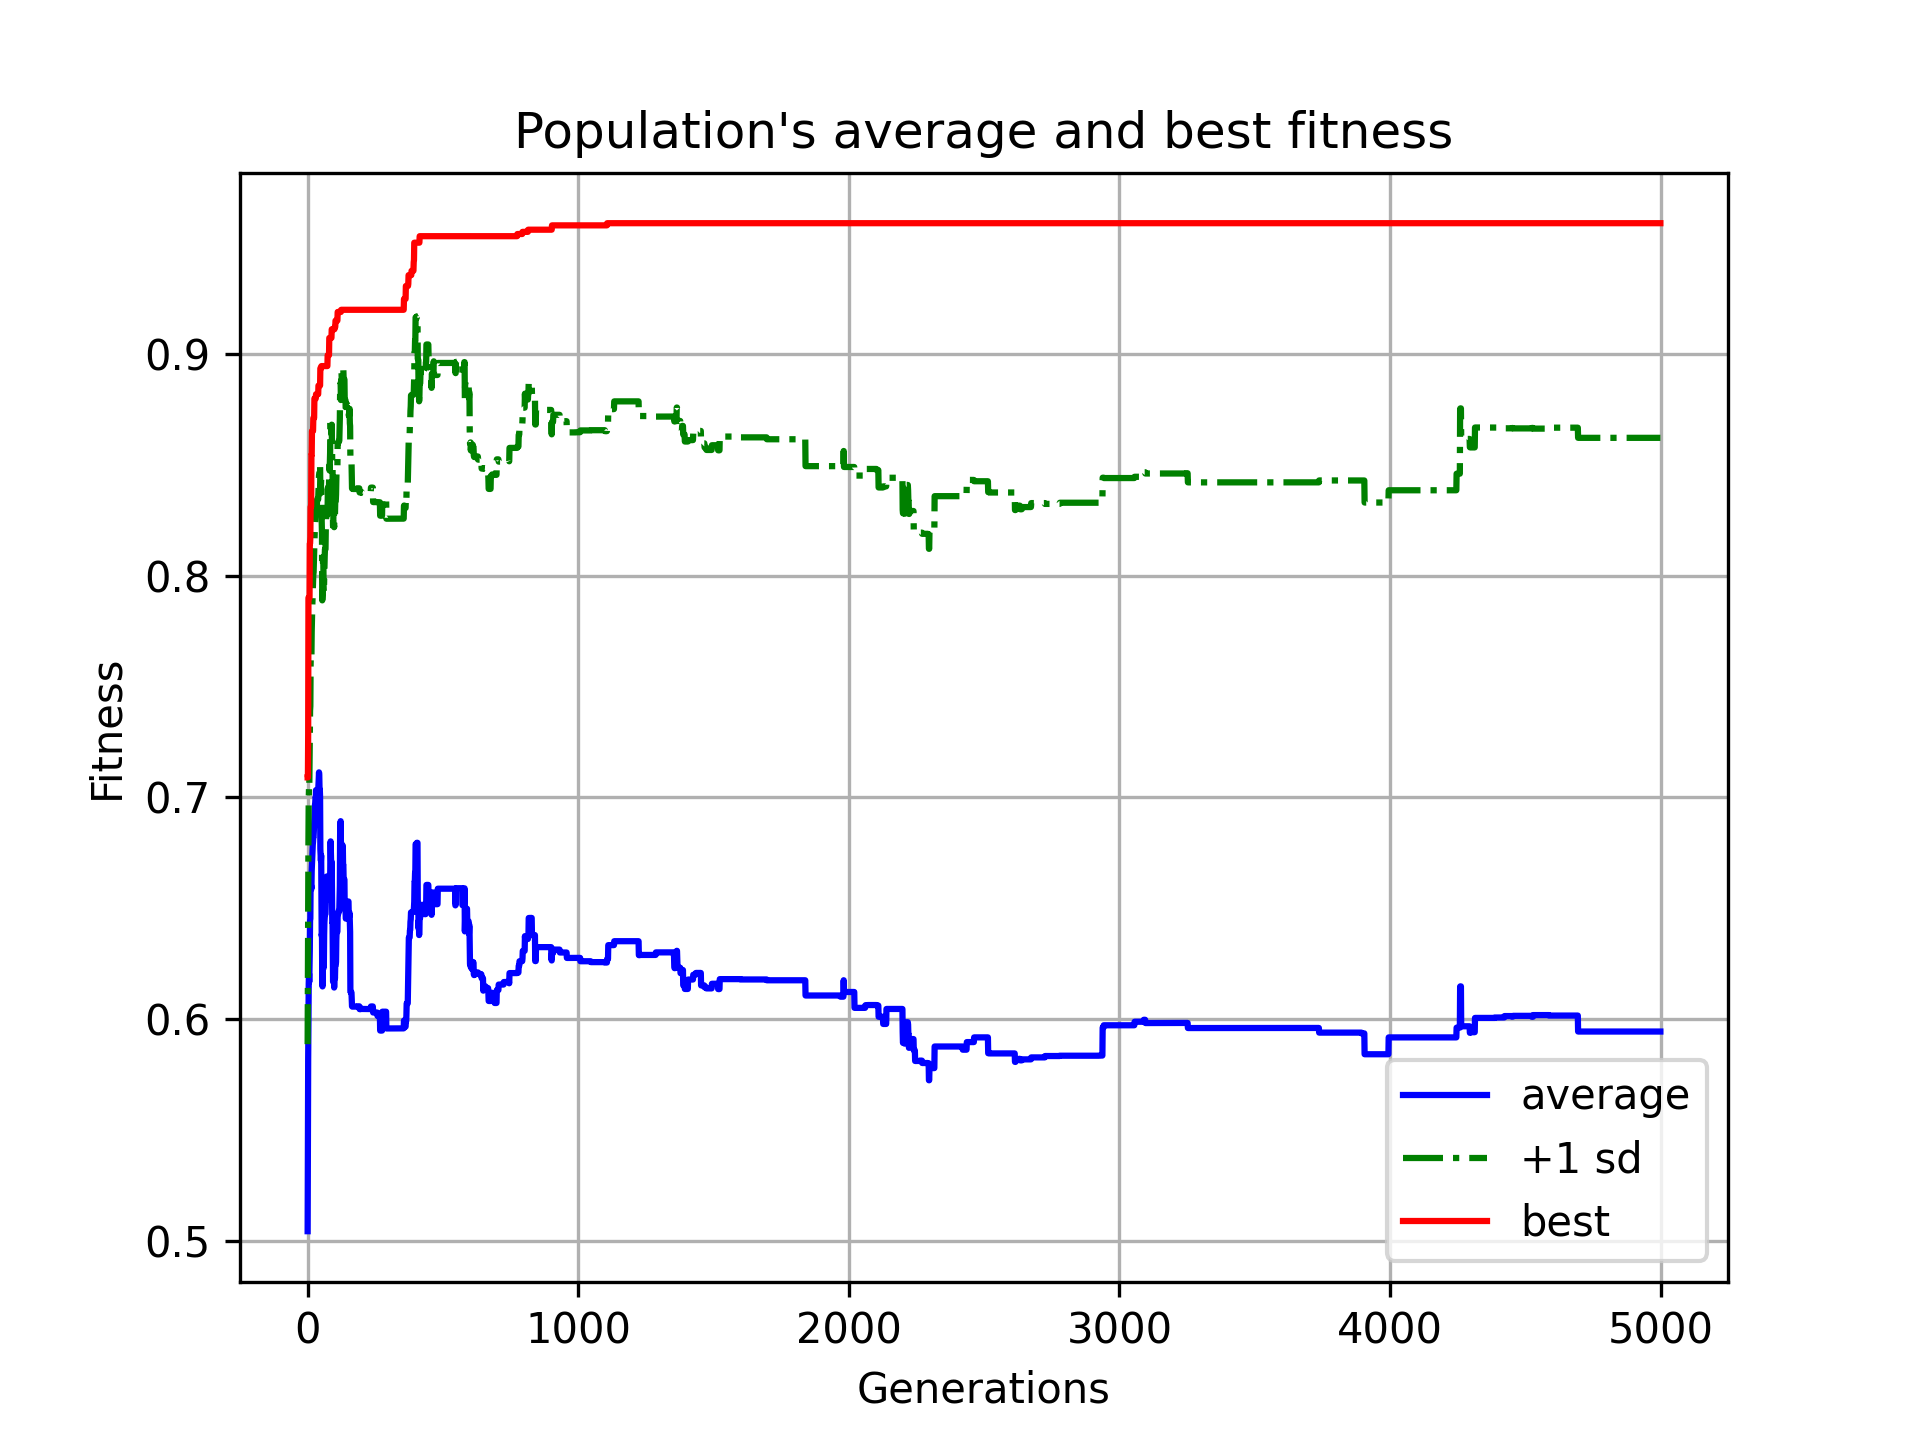 Population's average and best fitness
Fitness
0.9
0.8
0.7
0.6
0.5
average
+1 sd
best
0 1000 2000 3000 4000 5000
Generations